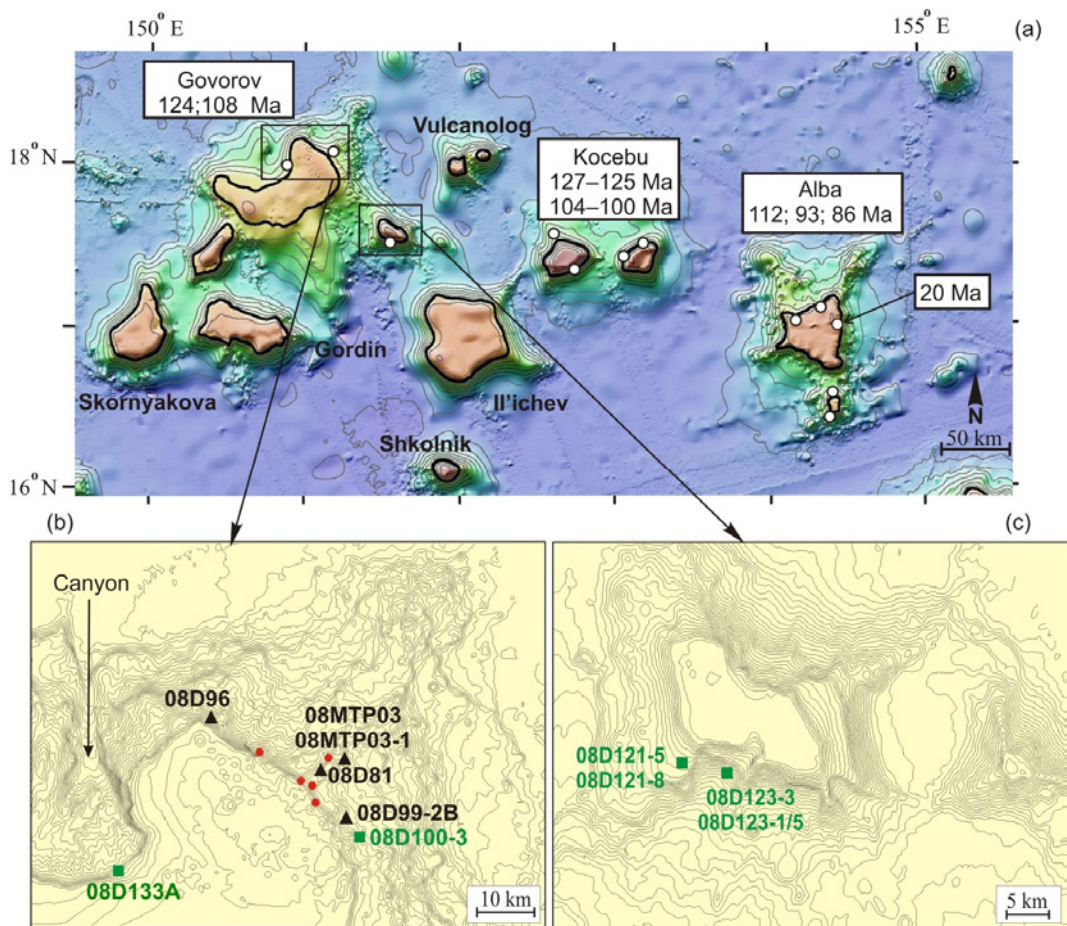 150° E
155° E
(a)
Govorov
124;108 Ma
Vulcanolog
18°
Kocebu
127–125 Ma
104–100 Ma
Alba
112; 93; 86 Ma
20 Ma
Gordin
Skornyakova
Il'ichev
Shkolnik
N
50 km
16°
(b)
(c)
Canyon
08D96
08MTP03
08MTP03-1
08D81
08D99-2B
08D100-3
08D133A
10 km
08D121-5
08D121-8
08D123-3
08D123-1/5
5 km